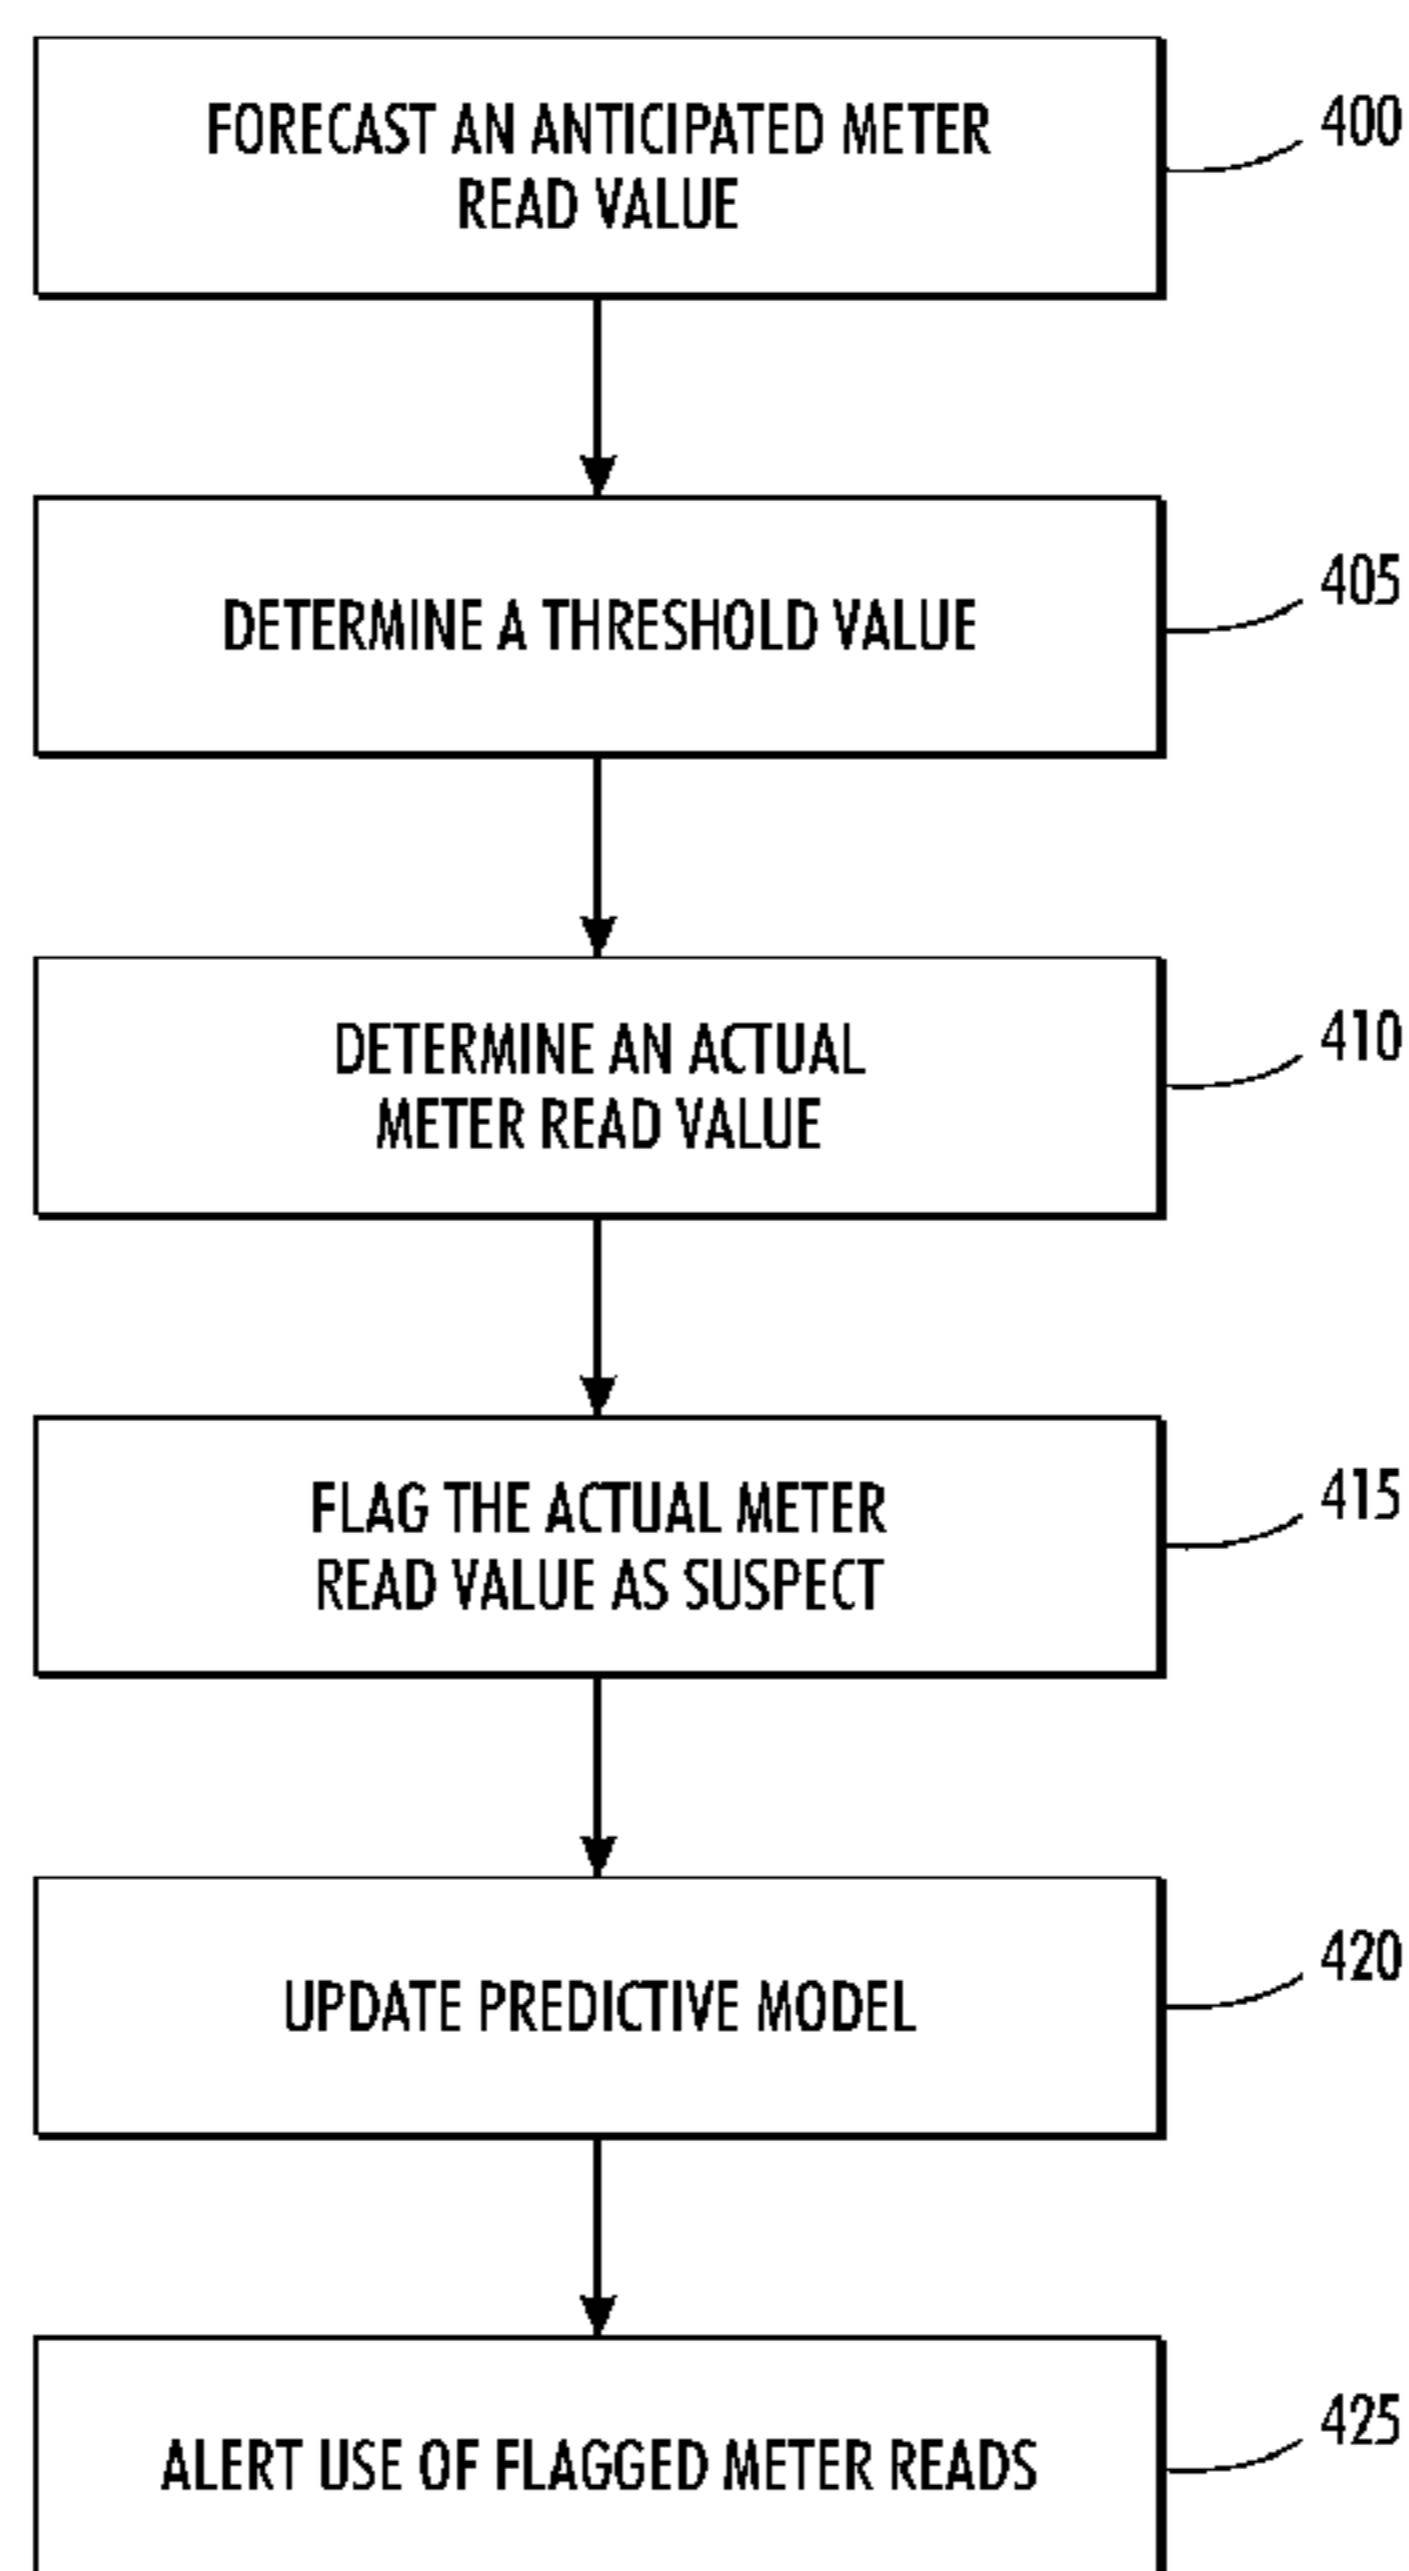 FORECAST AN ANTICIPATED METER
READ VALUE
400
DETERMINE A THRESHOLD VALUE
405
DETERMINE AN ACTUAL
METER READ VALUE
410
FLAG THE ACTUAL METER
READ VALUE AS SUSPECT
415
UPDATE PREDICTIVE MODEL
420
ALERT USE OF FLAGGED METER READS
425